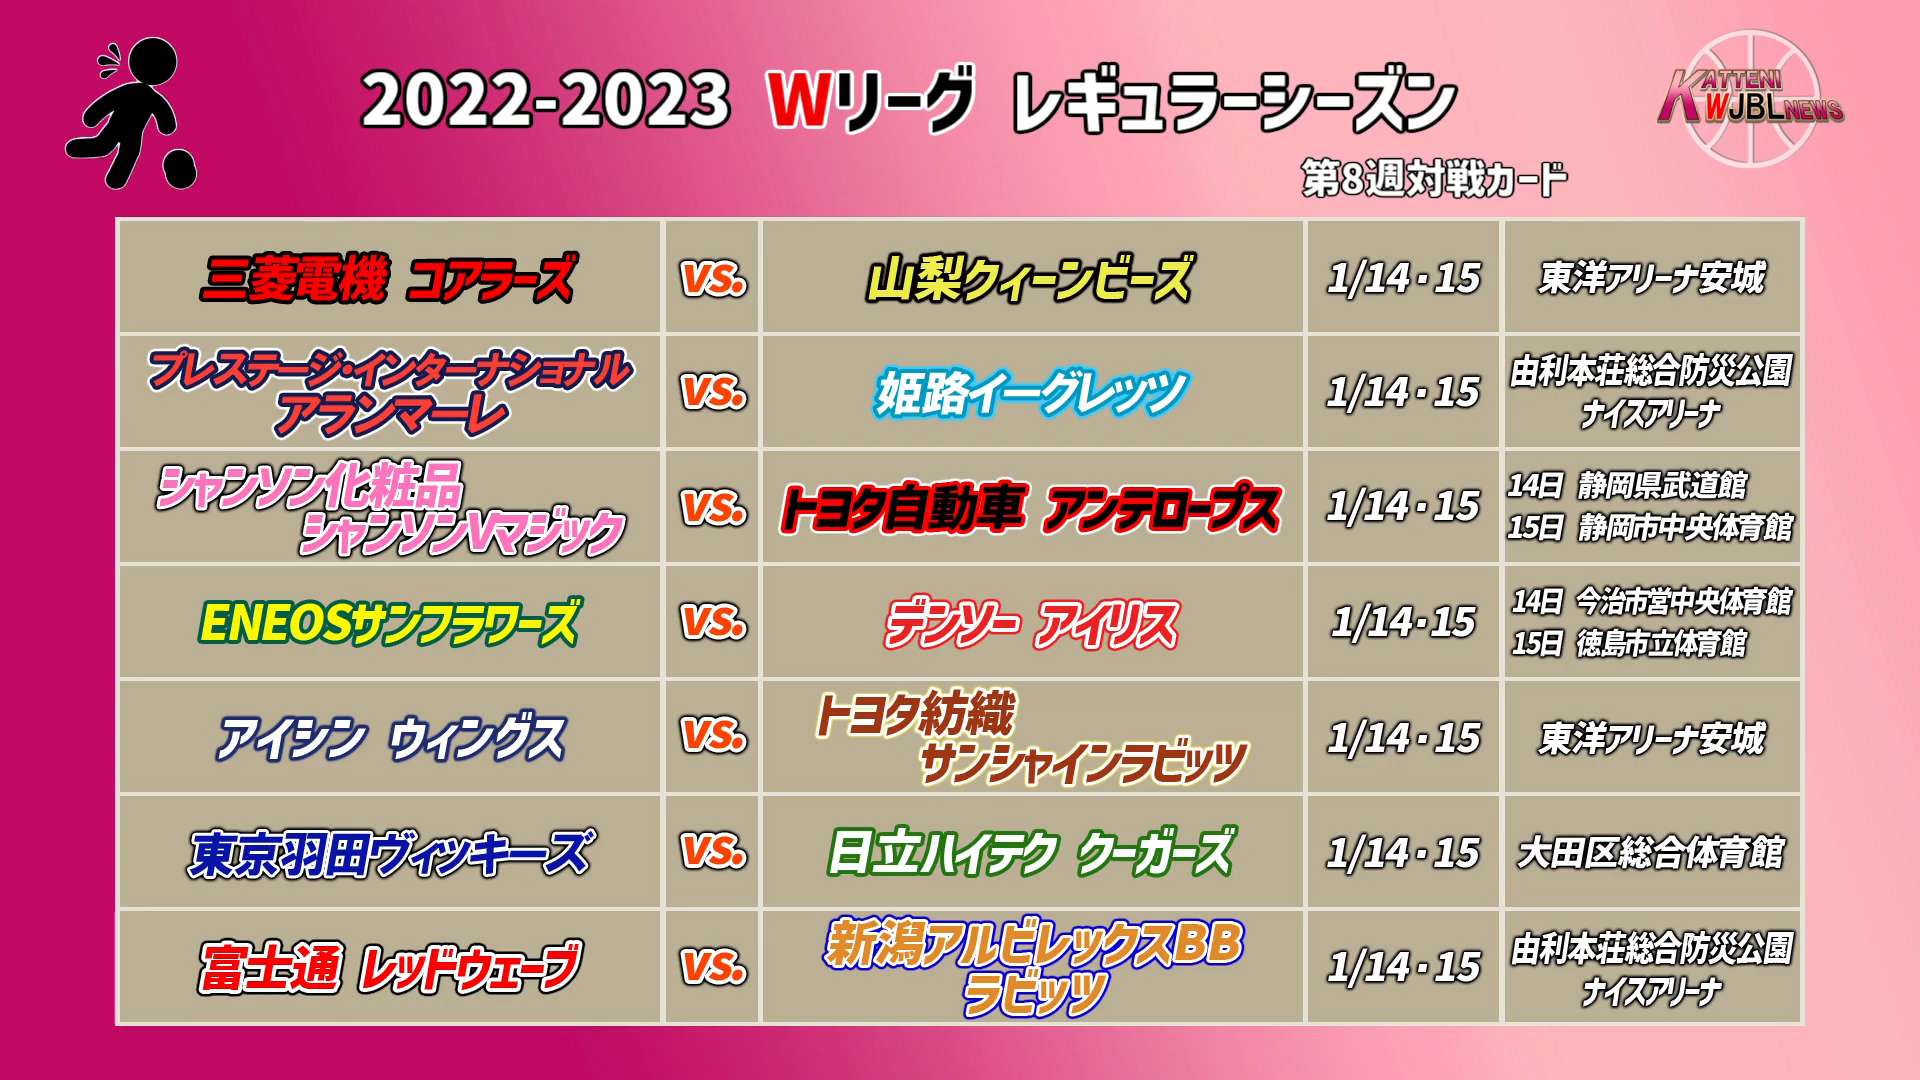 2022-2023 Wリーグ レギュラーシーズン
KATTENI
WJBLNEWS
第8週対戦カード
三菱電機 コアラーズ vs. 山梨クィーンビーズ 1/14・15 東洋アリーナ安城
プレステージ・インターナショナル
アランマーレ
vs.
姫路イーグレッツ
1/14・15
由利本荘総合防災公園
ナイスアリーナ
シャンソン化粧品
シャンソンVマジック
vs.
トヨタ自動車 アンテロープス
1/14・15
14日 静岡県武道館
15日 静岡市中央体育館
ENEOSサンフラワーズ
vs.
デンソー アイリス
1/14・15
14日 今治市営中央体育館
15日 徳島市立体育館
アイシン ウィングス
vs.
トヨタ紡織
サンシャインラビッツ
1/14・15
東洋アリーナ安城
東京羽田ヴィッキーズ vs. 日立ハイテク クーガーズ 1/14・15 大田区総合体育館
富士通 レッドウェーブ
vs.
新潟アルビレックスBB
ラビッツ
1/14・15
由利本荘総合防災公園
ナイスアリーナ